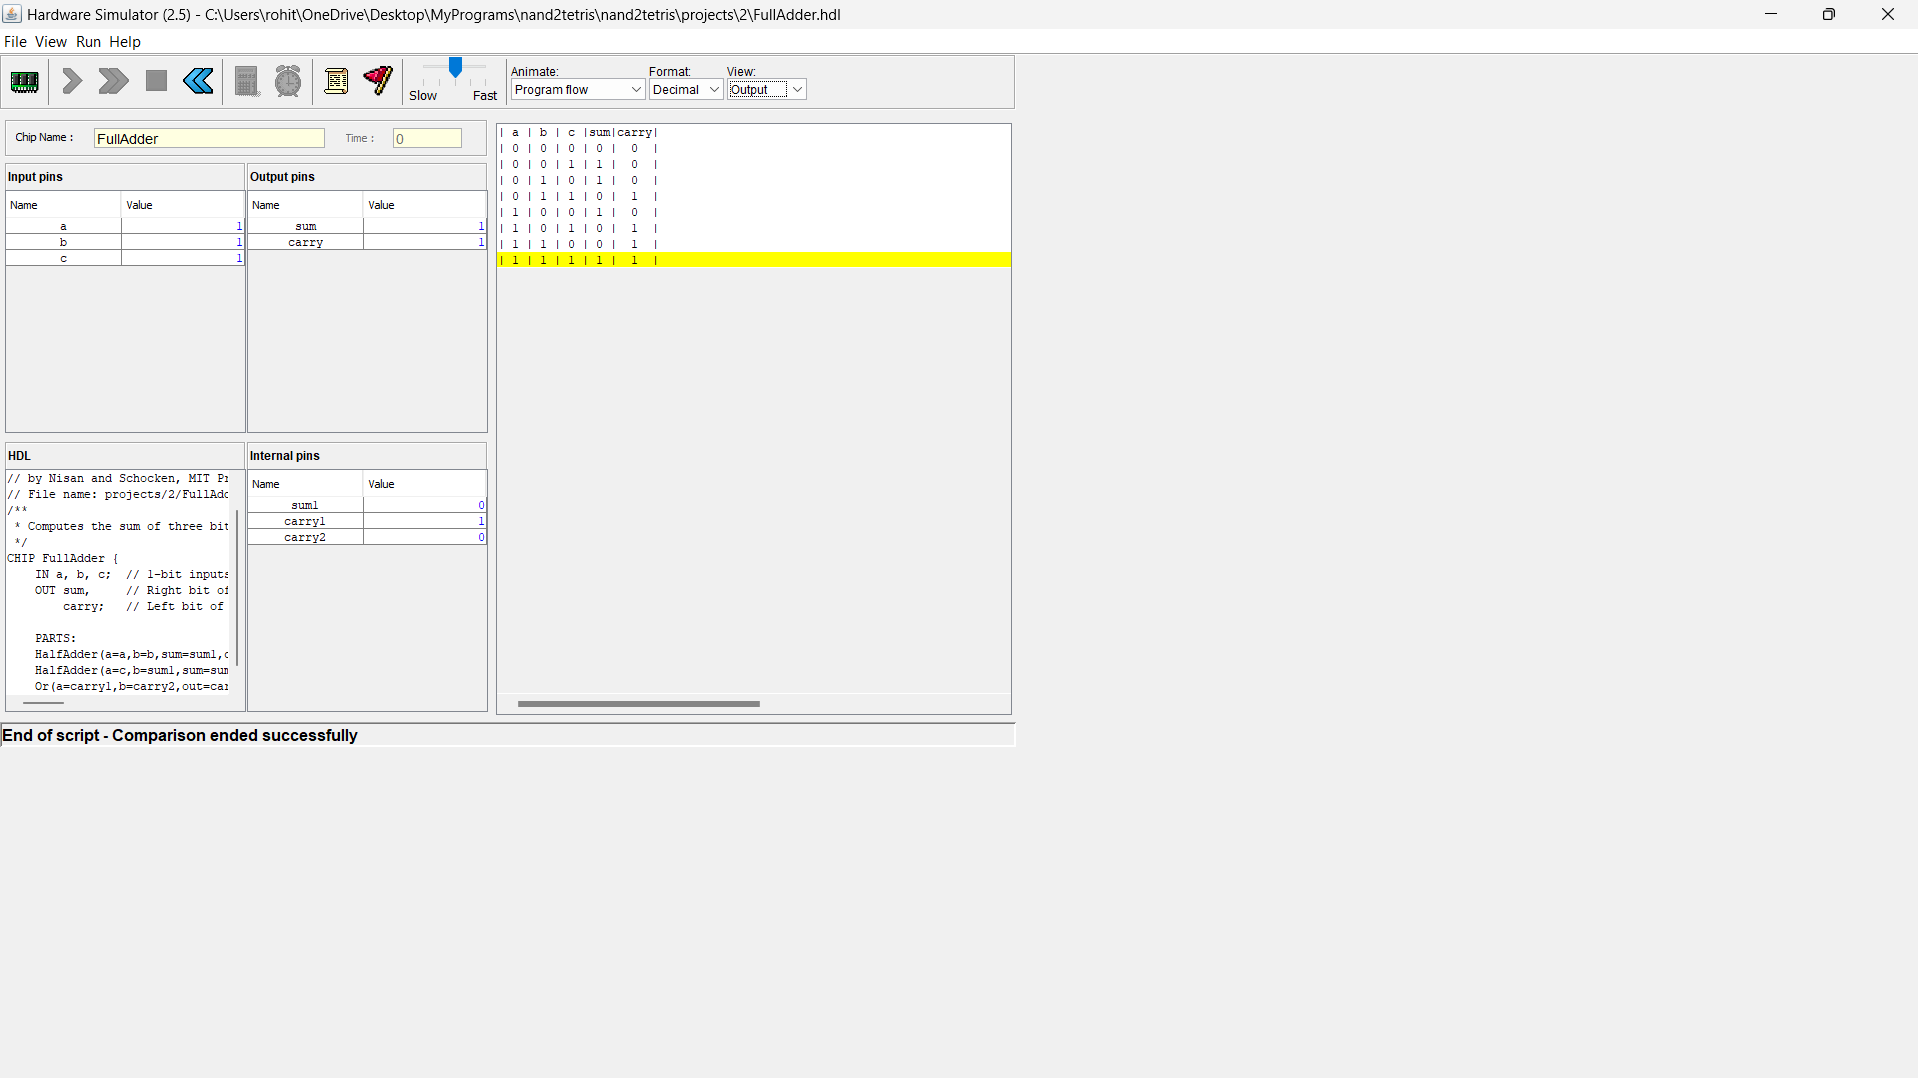 Hardware Simulator (2.5) - C:\Users\rohit\OneDrive\Desktop\MyPrograms\nand2tetris\nand2tetris\projects\2\FullAdder.hdl
File View Run Help
Animate: Format: View:
Program flow Decimal Output
Slow Fast
Chip Name : FullAdder Time : 0
Input pins
Name Value
a 1
b 1
c 1
Output pins
Name Value
sum 1
carry 1
HDL
// by Nisan and Schocken, MIT Pr
// File name: projects/2/FullAdd
/**
* Computes the sum of three bit
*/
CHIP FullAdder {
IN a, b, c; // 1-bit inputs
OUT sum, // Right bit of
carry; // Left bit of
PARTS:
HalfAdder(a=a,b=b,sum=sum1,c
HalfAdder(a=c,b=sum1,sum=sum
Or(a=carry1,b=carry2,out=car
Internal pins
Name Value
sum1 0
carry1 1
carry2 0
| a | b | c |sum|carry|
| 0 | 0 | 0 | 0 | 0 |
| 0 | 0 | 1 | 1 | 0 |
| 0 | 1 | 0 | 1 | 0 |
| 0 | 1 | 1 | 0 | 1 |
| 1 | 0 | 0 | 1 | 0 |
| 1 | 0 | 1 | 0 | 1 |
| 1 | 1 | 0 | 0 | 1 |
| 1 | 1 | 1 | 1 | 1 |
End of script - Comparison ended successfully